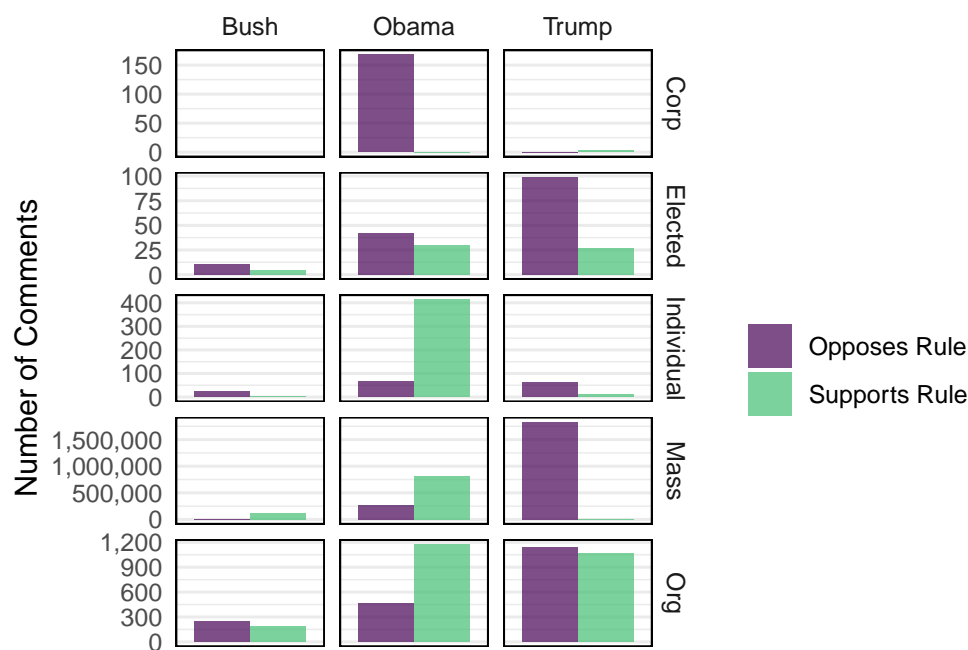 Bush Obama Trump
150
100
50
0
Corp
100
75
50
25
0
Elected
400
300
200
100
0
Individual
1,500,000
1,000,000
500,000
0
Mass
1,200
900
600
300
0
Org
Number of Comments
Opposes Rule
Supports Rule